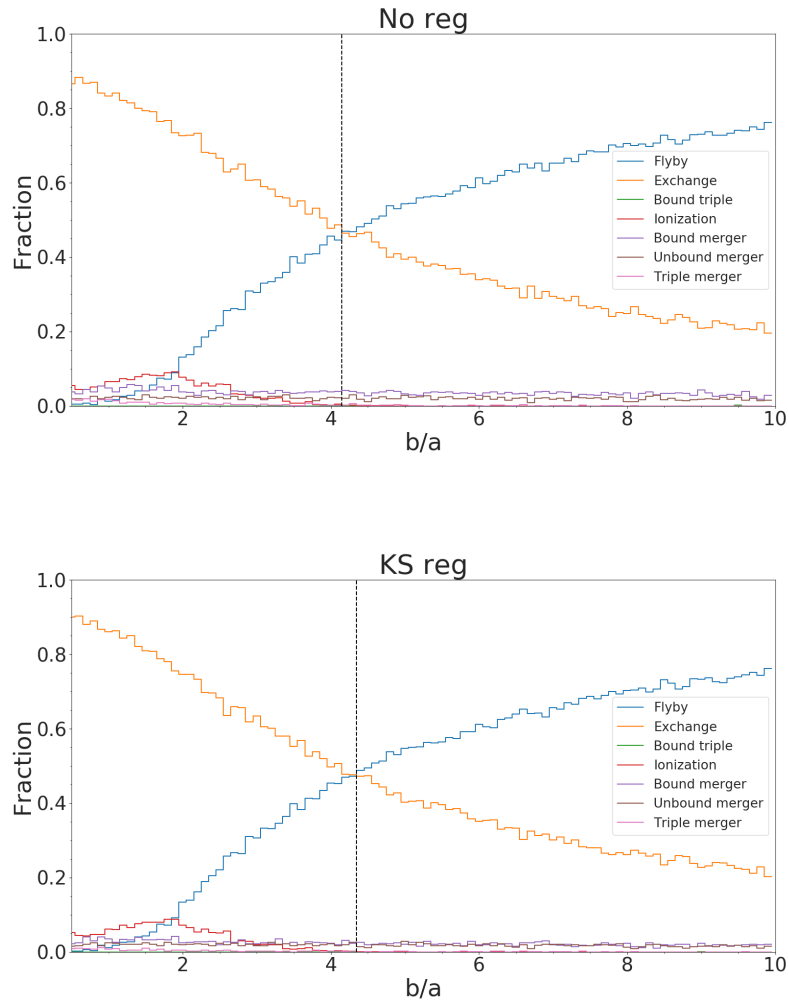 No reg
1.0
0.8
0.6
0.4
0.2
0.0
Fraction
Flyby
Exchange
Bound triple
Ionization
Bound merger
Unbound merger
Triple merger
2 4 6 8 10
b/a
KS reg
1.0
0.8
0.6
0.4
0.2
0.0
Fraction
Flyby
Exchange
Bound triple
Ionization
Bound merger
Unbound merger
Triple merger
2 4 6 8 10
b/a